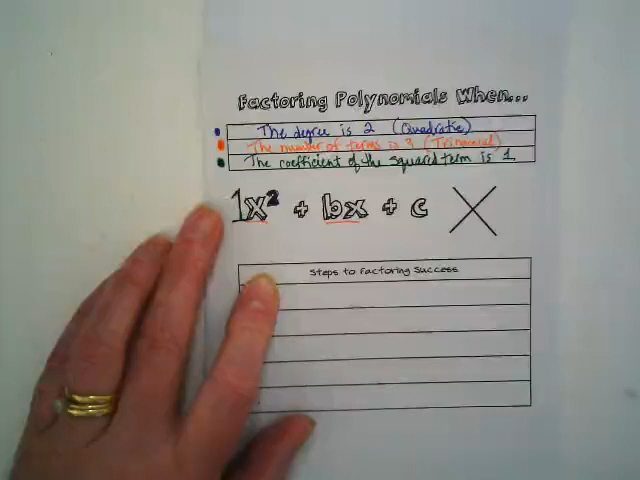 Factoring Polynomials When...
The degree is 2 (Quadratic)
The number of terms is 3 (Trinomial)
The coefficient of the squared term is 1
1x² + bx + c
Steps to Factoring Success